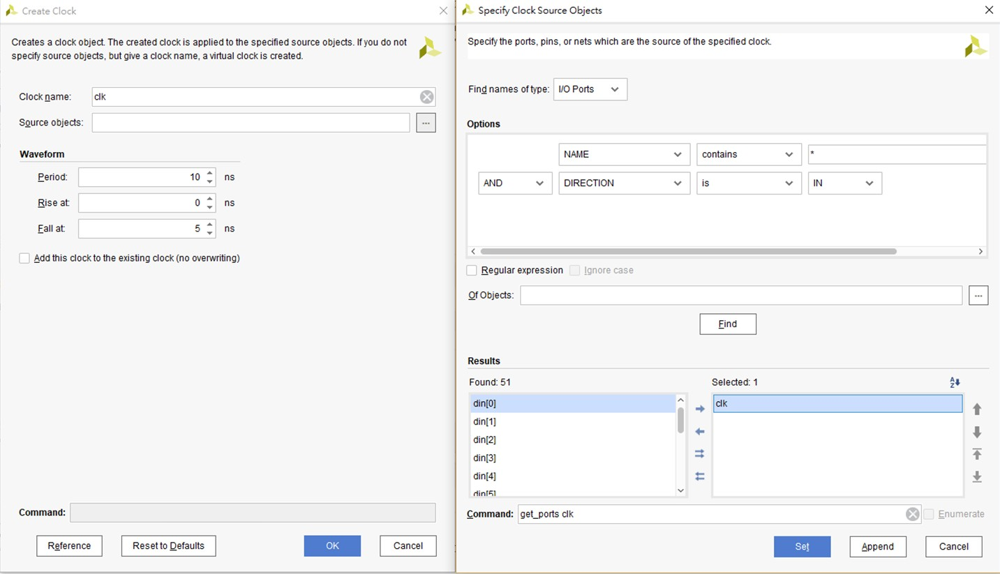 Create Clock
Creates a clock object. The created clock is applied to the specified source objects. If you do not
specify source objects, but give a clock name, a virtual clock is created.
Clock name: clk
Source objects: ...
Waveform
Period: 10 ns
Rise at: 0 ns
Fall at: 5 ns
Add this clock to the existing clock (no overwriting)
Command:
Reference Reset to Defaults OK Cancel
Specify Clock Source Objects
Specify the ports, pins, or nets which are the source of the specified clock.
Find names of type: I/O Ports
Options
NAME contains *
AND DIRECTION is IN
Regular expression Ignore case
Of Objects: ...
Find
Results
Found: 51 Selected: 1
din[0] clk
din[1]
din[2]
din[3]
din[4]
din[5]
Command: get_ports clk Enumerate
Set Append Cancel